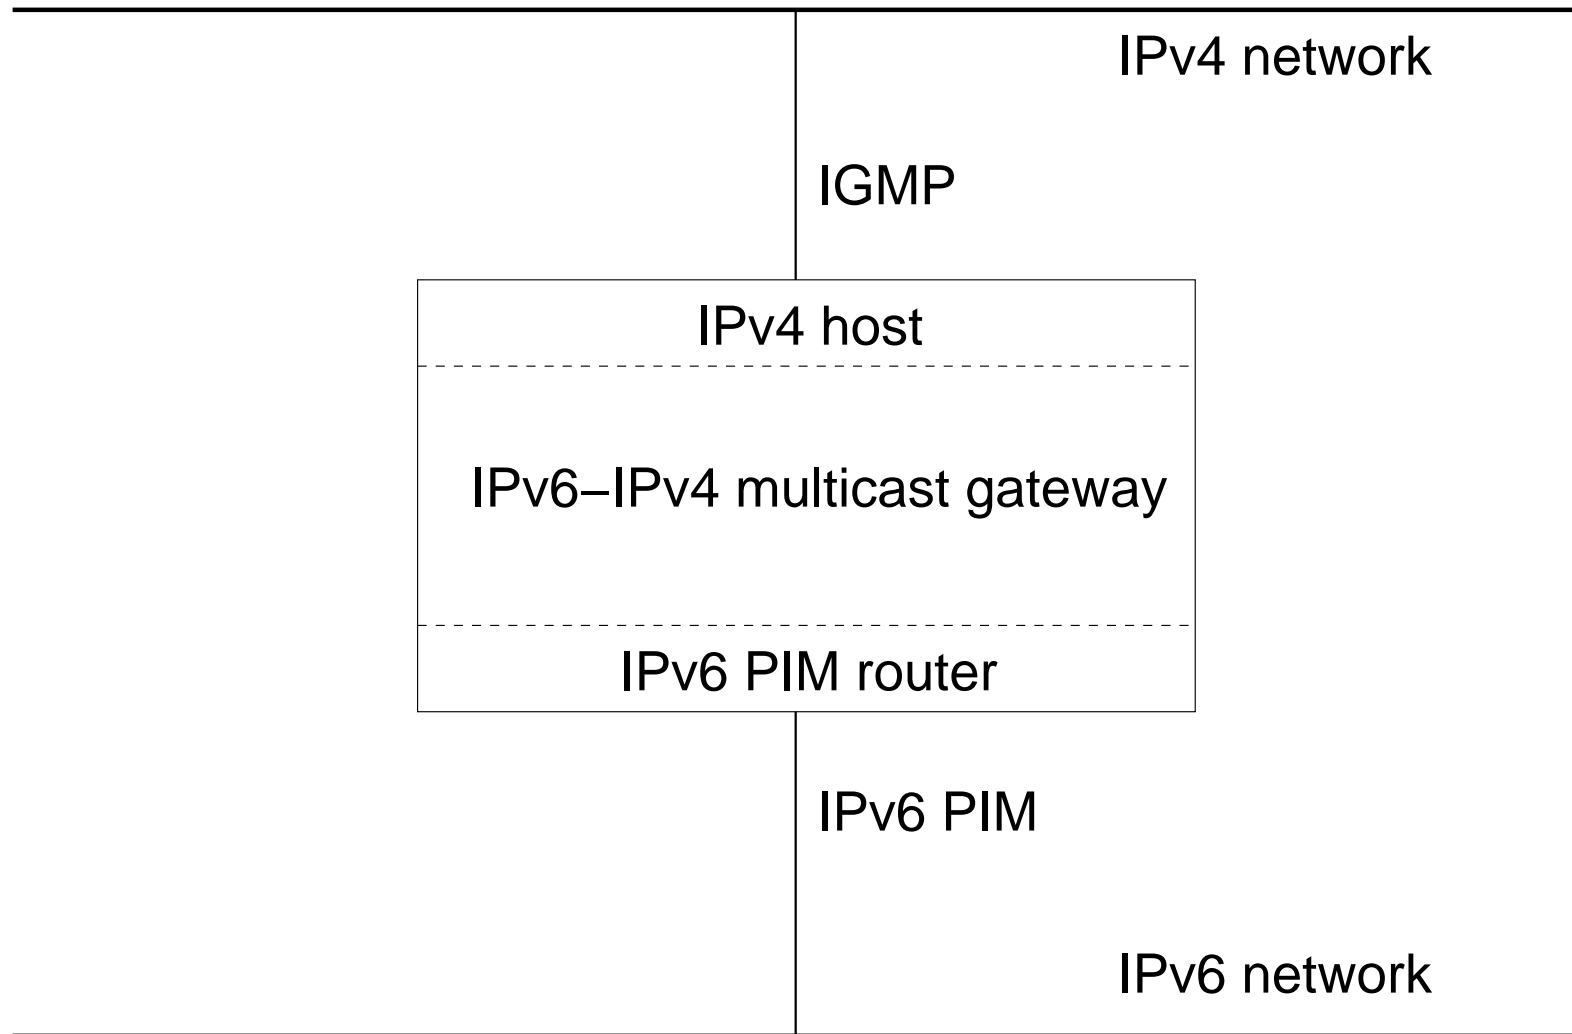 IPv4 network
IGMP
IPv4 host
IPv6–IPv4 multicast gateway
IPv6 PIM router
IPv6 PIM
IPv6 network